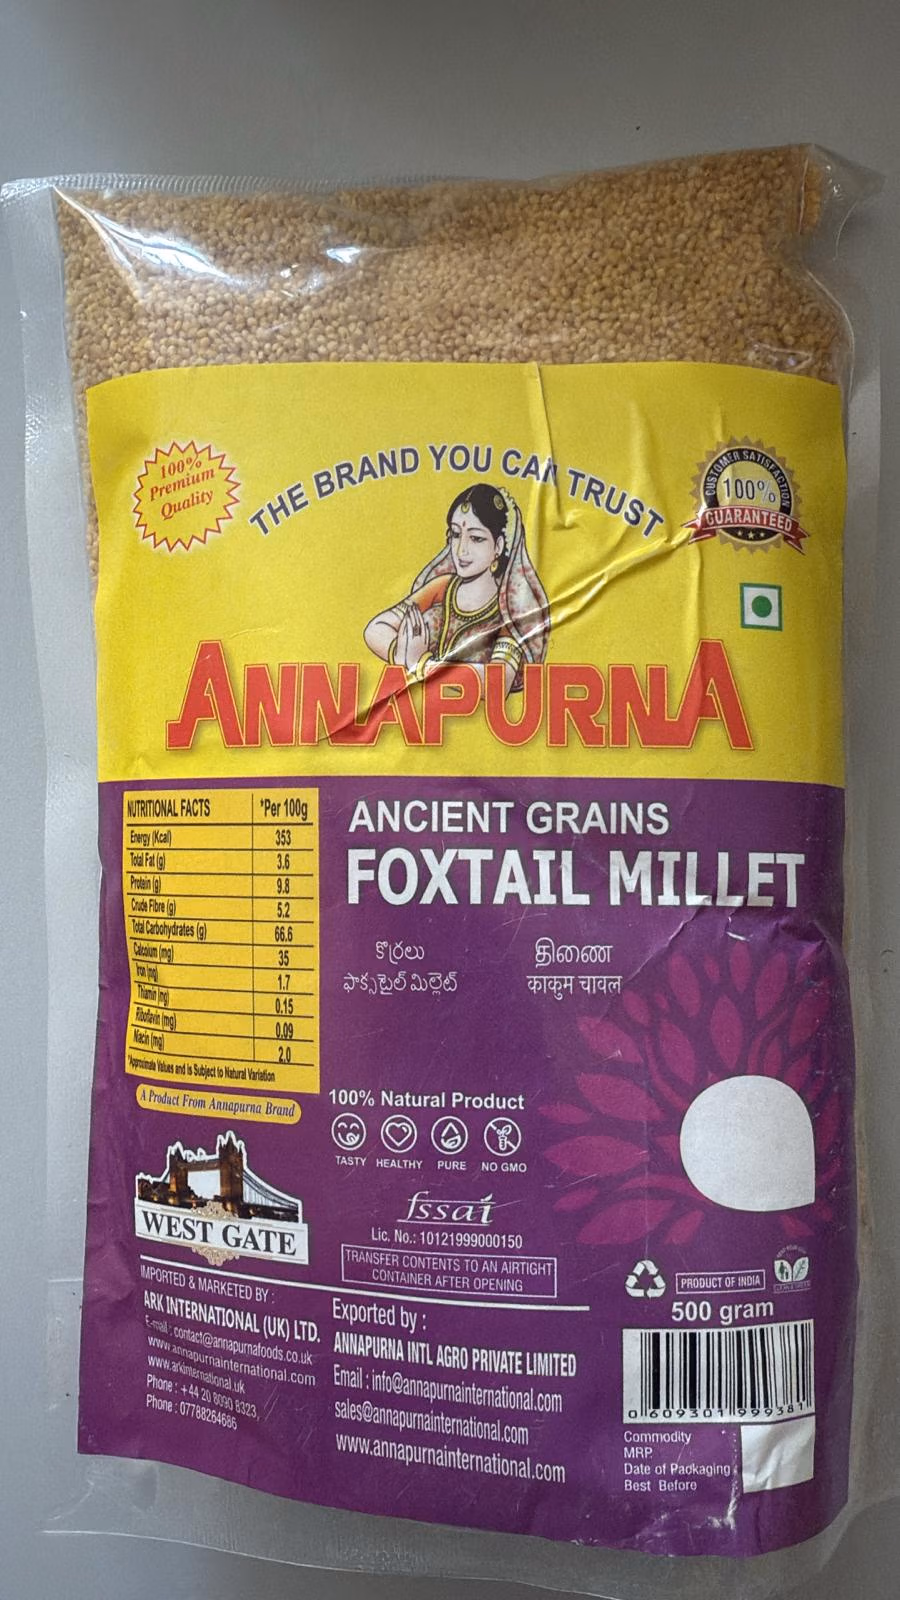 100%
Premium
Quality
THE BRAND YOU CAN TRUST
CUSTOMER SATISFACTION
100%
GUARANTEED
ANNAPURNA
NUTRITIONAL FACTS *Per 100g
Energy (Kcal) 353
Total Fat (g) 3.6
Protein (g) 9.8
Crude Fibre (g) 5.2
Total Carbohydrates (g) 66.6
Calcoium (mg) 35
Iron (mg) 1.7
Thiamin (mg) 0.15
Riboflavin (mg) 0.09
Niacin (mg) 2.0
*Approximate Values and is Subject to Natural Variation
A Product From Annapurna Brand
ANCIENT GRAINS
FOXTAIL MILLET
కొర్రలు
ఫాక్సటైల్ మిల్లెట్
திணை
काकुम चावल
100% Natural Product
TASTY HEALTHY PURE NO GMO
fssai
Lic. No.: 10121999000150
TRANSFER CONTENTS TO AN AIRTIGHT
CONTAINER AFTER OPENING
WEST GATE
IMPORTED & MARKETED BY :
ARK INTERNATIONAL (UK) LTD.
E-mail : contact@annapurnafoods.co.uk
www.annapurnainternational.com
www.arkinternational.uk
Phone : +44 20 8090 8323,
Phone : 07788264686
Exported by :
ANNAPURNA INTL AGRO PRIVATE LIMITED
Email : info@annapurnainternational.com
sales@annapurnainternational.com
www.annapurnainternational.com
PRODUCT OF INDIA
500 gram
0 609301 999381
Commodity
MRP.
Date of Packaging
Best Before